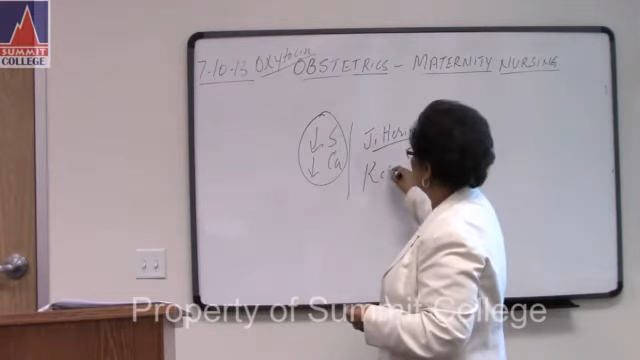 SUMMIT
COLLEGE
7-10-13 Oxytocin OBSTETRICS – MATERNITY NURSING
↓ S
↓ Ca
Property of Summit College